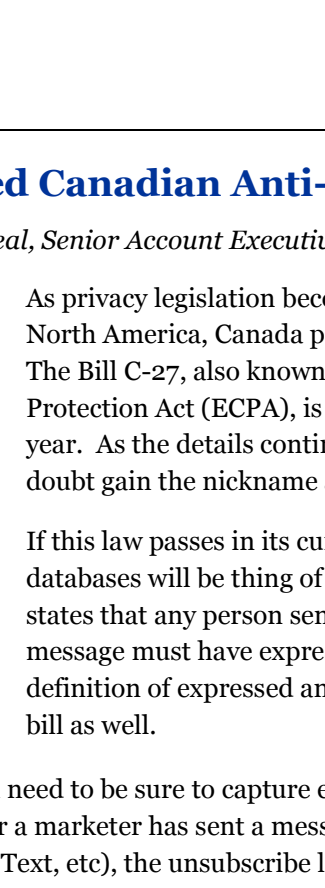 ed Canadian Anti-
eal, Senior Account Executiv
As privacy legislation beco
North America, Canada p
The Bill C-27, also known
Protection Act (ECPA), is
year. As the details contin
doubt gain the nickname
If this law passes in its cur
databases will be thing of
states that any person sen
message must have expre
definition of expressed an
bill as well.
need to be sure to capture e
r a marketer has sent a mess
Text, etc), the unsubscribe l